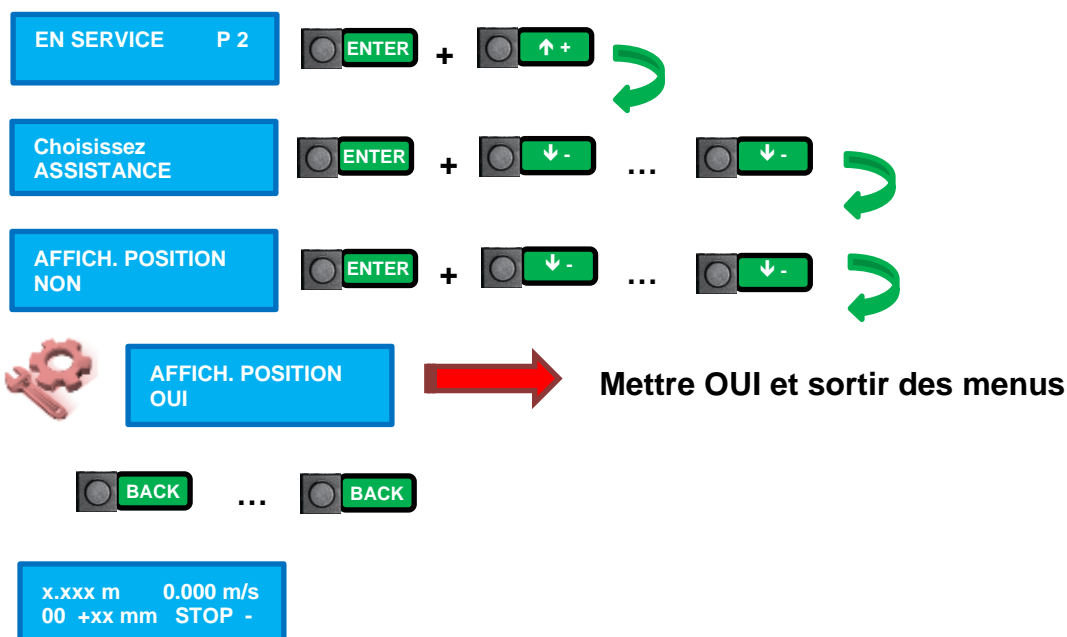 EN SERVICE P 2
ENTER + ↑ +
Choisissez
ASSISTANCE
ENTER + ↓ - ... ↓ -
AFFICH. POSITION
NON
ENTER + ↓ - ... ↓ -
AFFICH. POSITION
OUI
Mettre OUI et sortir des menus
BACK ... BACK
x.xxx m 0.000 m/s
00 +xx mm STOP -